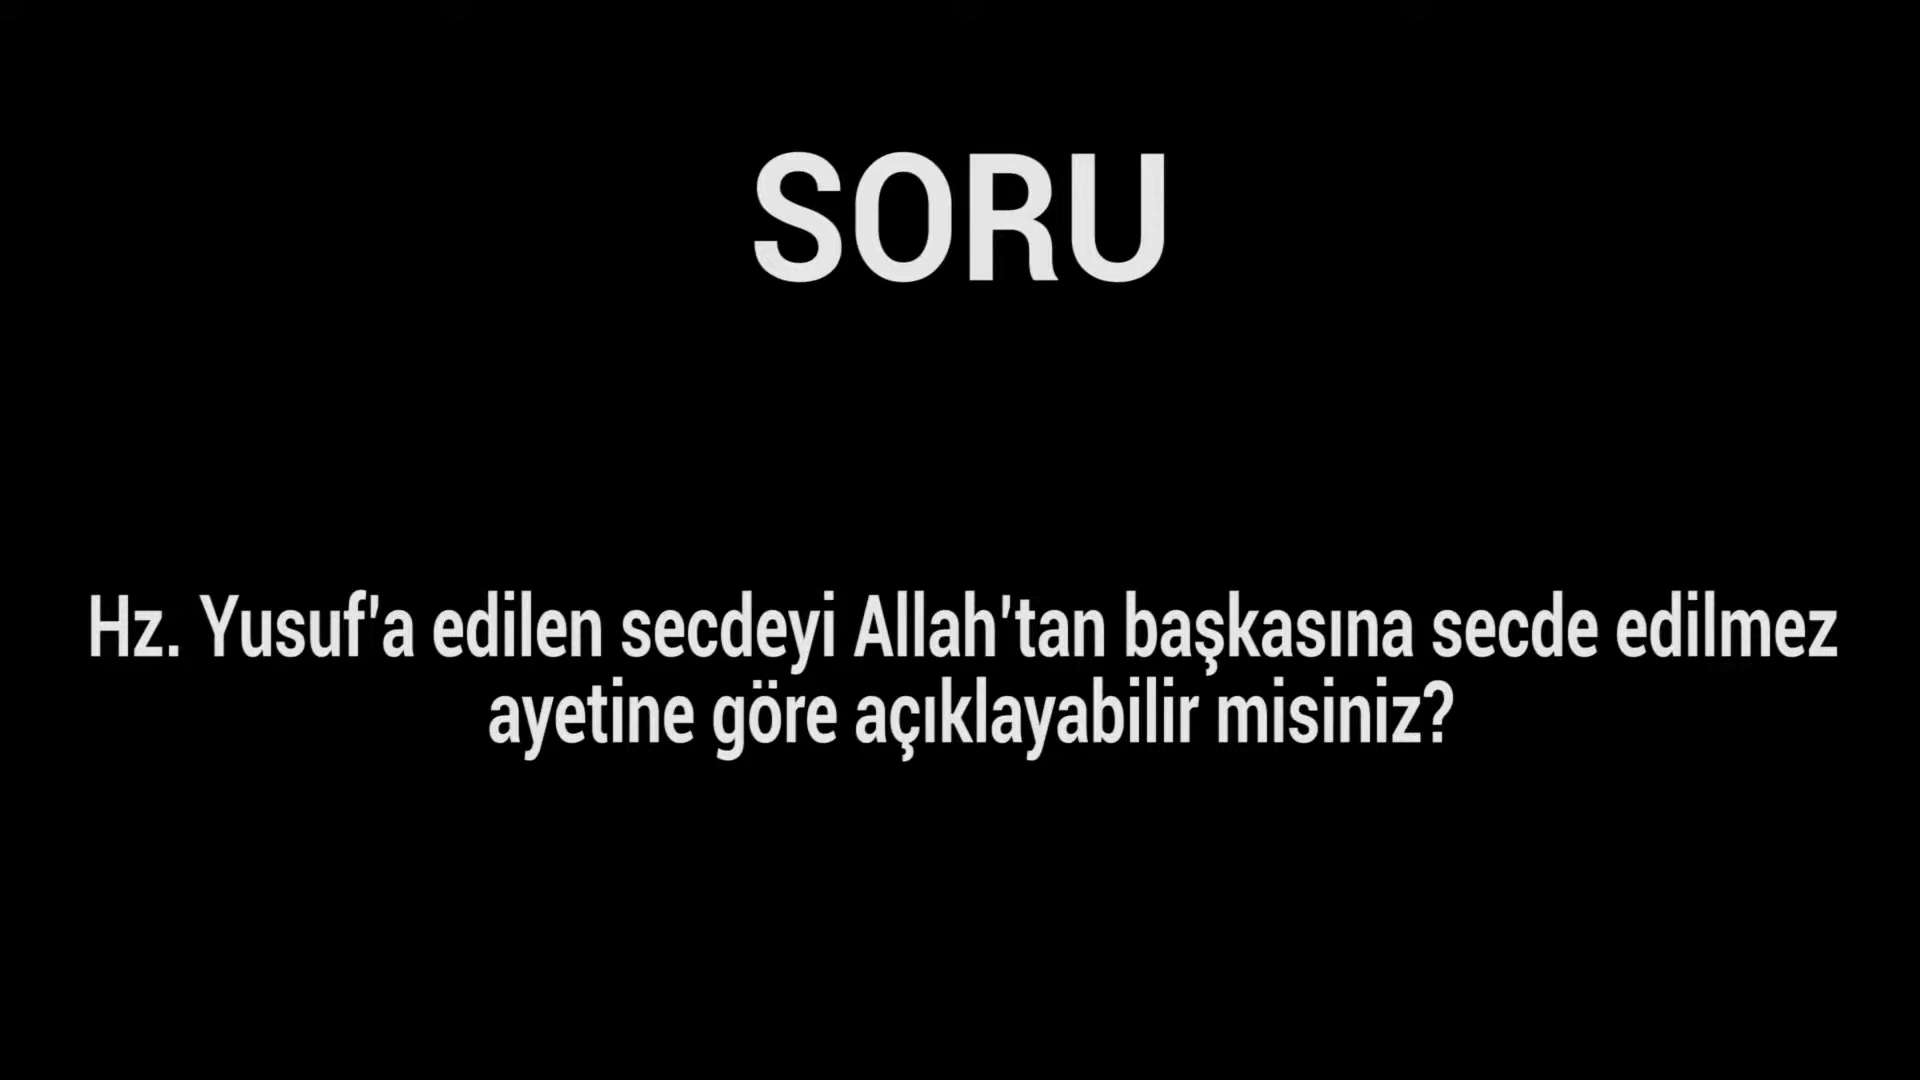 SORU
Hz. Yusuf'a edilen secdeyi Allah'tan başkasına secde edilmez
ayetine göre açıklayabilir misiniz?